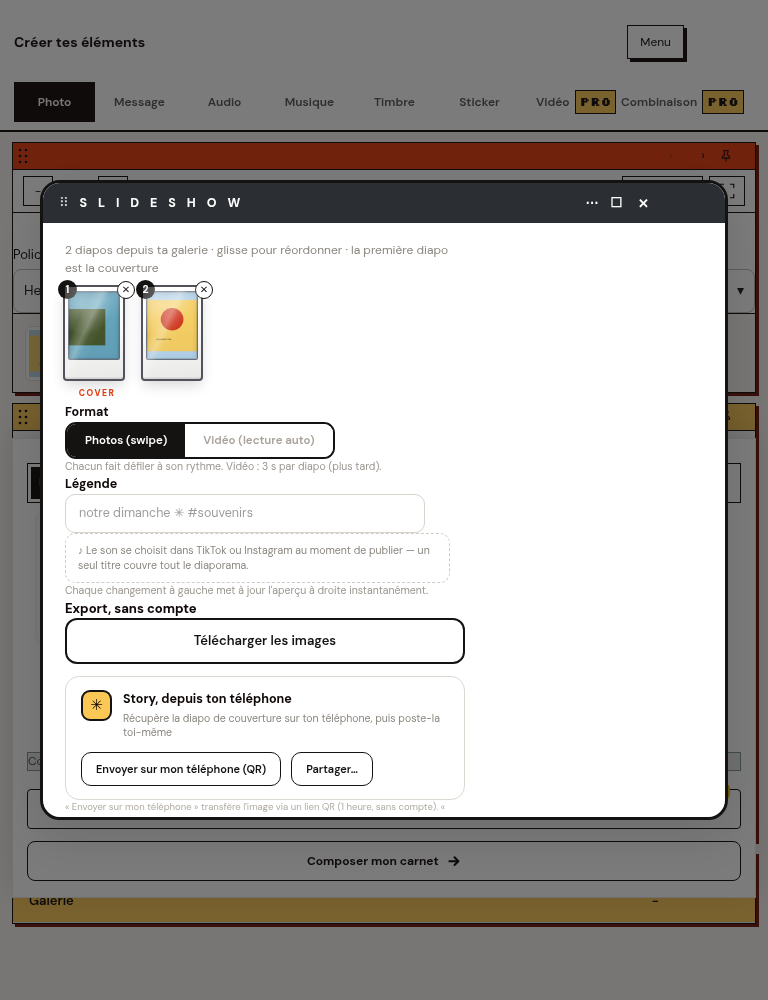 Créer tes éléments
Menu
Photo
Message
Audio
Musique
Timbre
Sticker
Vidéo PRO
Combinaison PRO
SLIDESHOW
2 diapos depuis ta galerie · glisse pour réordonner · la première diapo
est la couverture
1
2
COVER
Format
Photos (swipe)
Vidéo (lecture auto)
Chacun fait défiler à son rythme. Vidéo : 3 s par diapo (plus tard).
Légende
notre dimanche ✳ #souvenirs
♪ Le son se choisit dans TikTok ou Instagram au moment de publier — un
seul titre couvre tout le diaporama.
Chaque changement à gauche met à jour l'aperçu à droite instantanément.
Export, sans compte
Télécharger les images
Story, depuis ton téléphone
Récupère la diapo de couverture sur ton téléphone, puis poste-la
toi-même
Envoyer sur mon téléphone (QR)
Partager…
« Envoyer sur mon téléphone » transfère l'image via un lien QR (1 heure, sans compte). «
Composer mon carnet →
Galerie